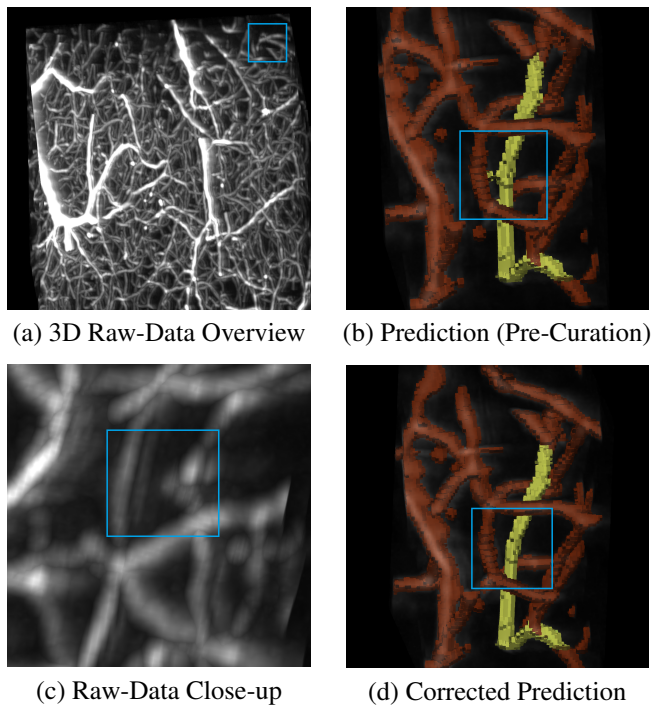 (a) 3D Raw-Data Overview
(b) Prediction (Pre-Curation)
(c) Raw-Data Close-up
(d) Corrected Prediction